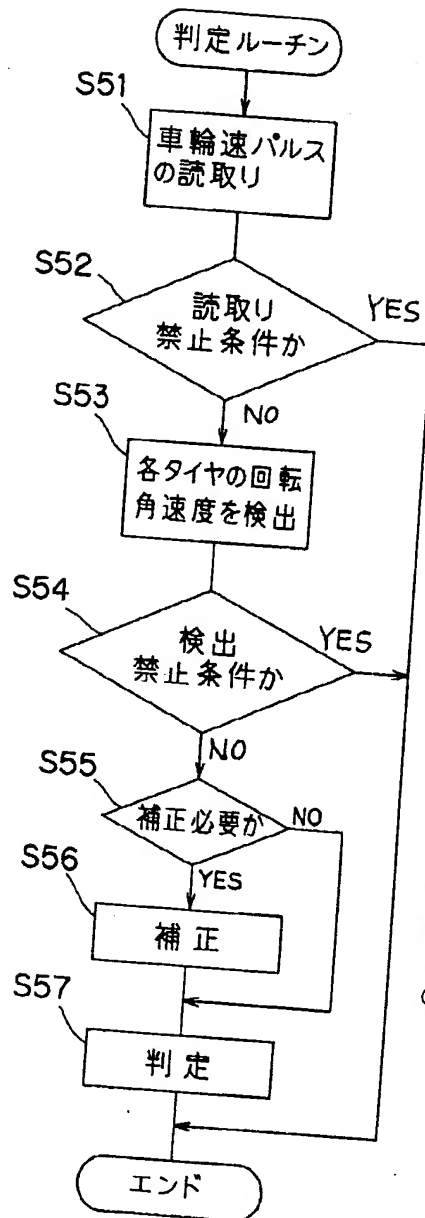 判定ルーチン
S51
車輪速パルス
の読取り
S52
読取り
禁止条件か
YES
NO
S53
各タイヤの回転
角速度を検出
S54
検出
禁止条件か
YES
NO
S55
補正必要か
NO
YES
S56
補正
S57
判定
エンド